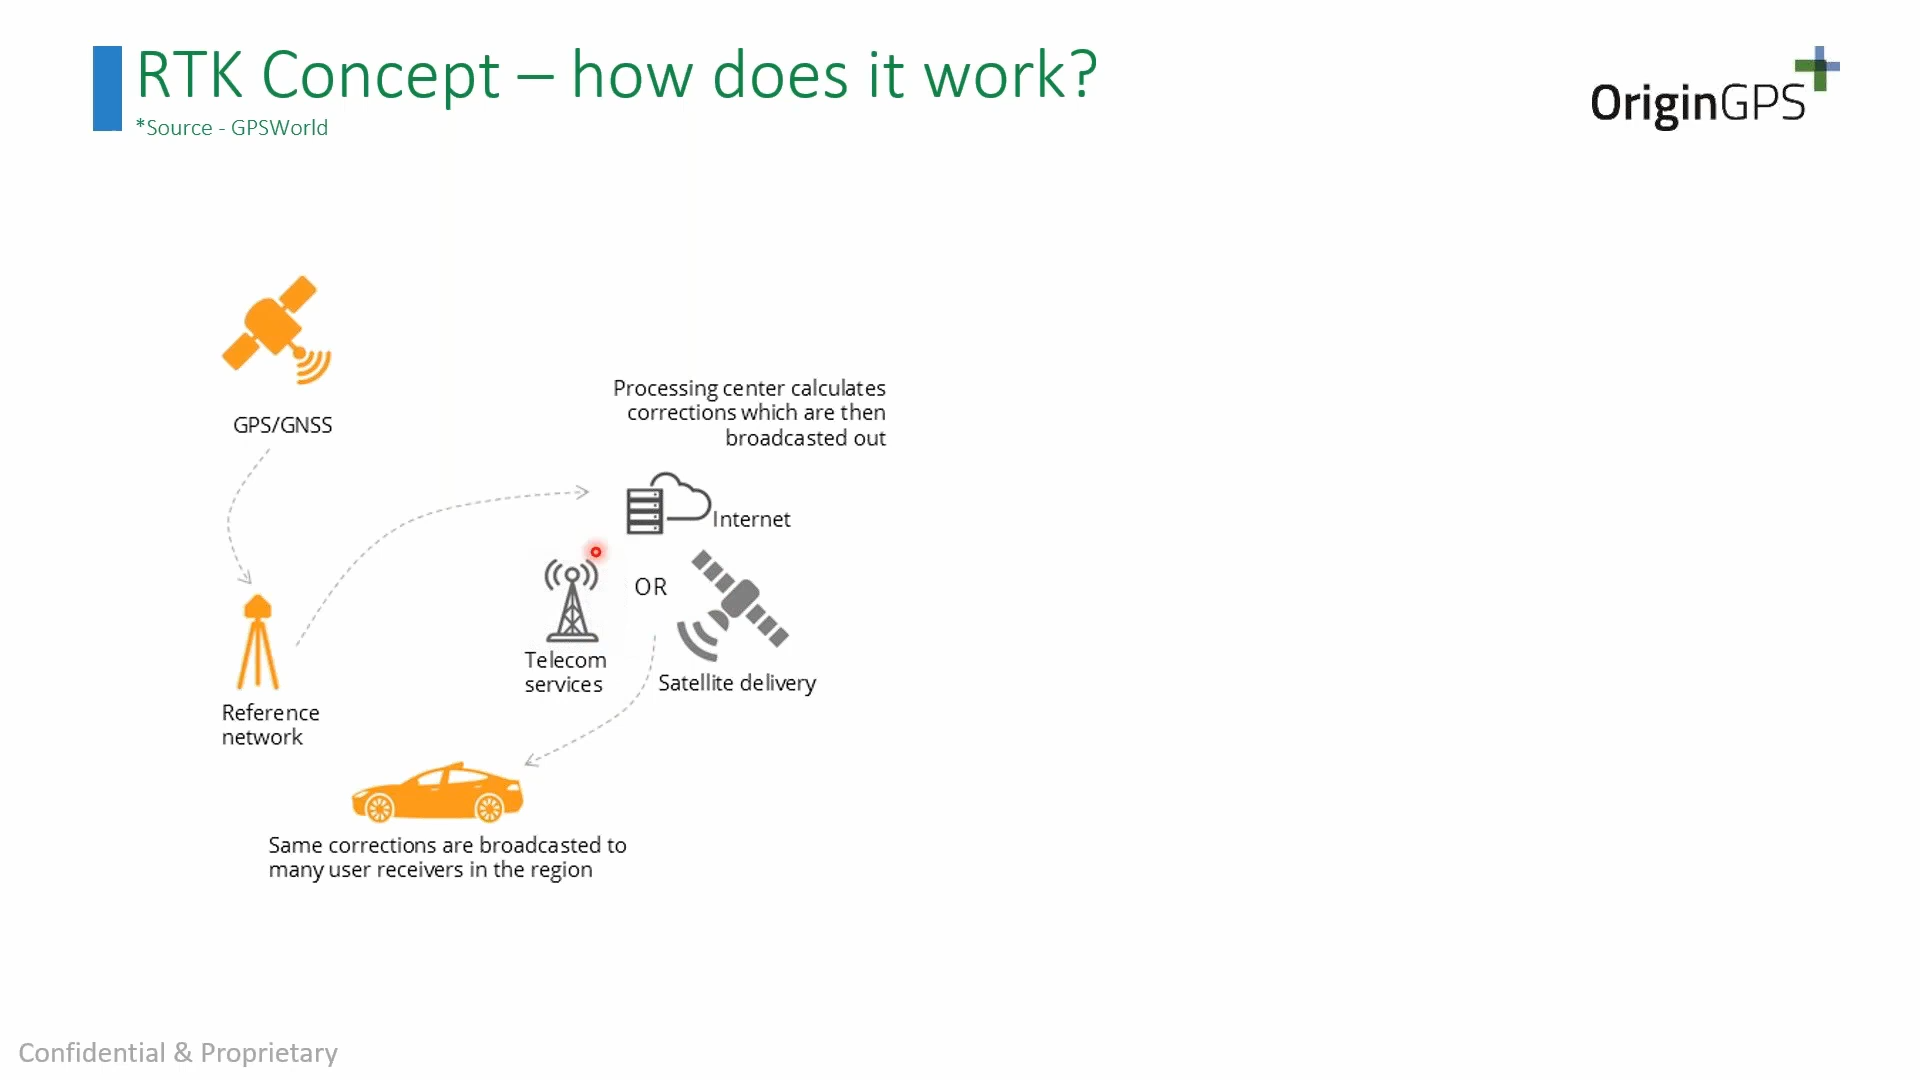 RTK Concept – how does it work?
*Source - GPSWorld
OriginGPS
GPS/GNSS
Processing center calculates
corrections which are then
broadcasted out
Internet
OR
Telecom
services
Satellite delivery
Reference
network
Same corrections are broadcasted to
many user receivers in the region
Confidential & Proprietary